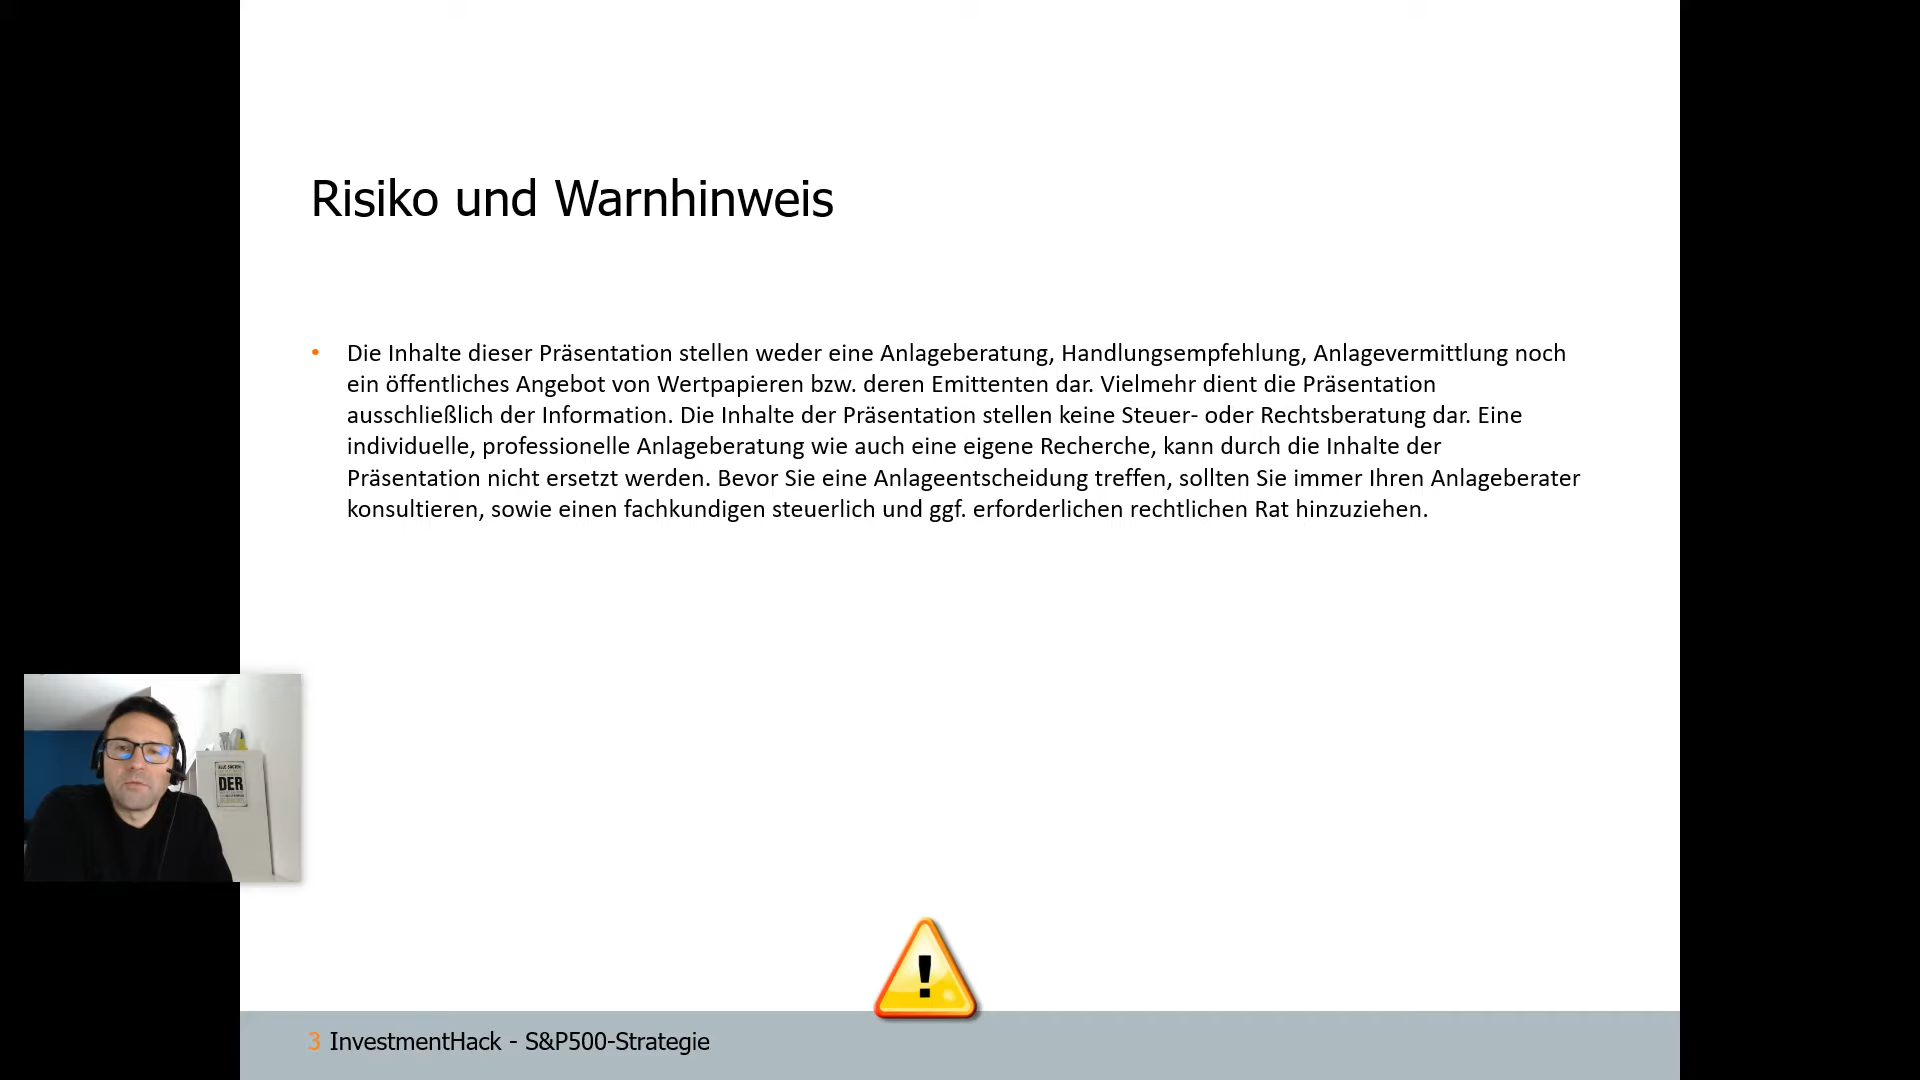 Risiko und Warnhinweis
• Die Inhalte dieser Präsentation stellen weder eine Anlageberatung, Handlungsempfehlung, Anlagevermittlung noch
ein öffentliches Angebot von Wertpapieren bzw. deren Emittenten dar. Vielmehr dient die Präsentation
ausschließlich der Information. Die Inhalte der Präsentation stellen keine Steuer- oder Rechtsberatung dar. Eine
individuelle, professionelle Anlageberatung wie auch eine eigene Recherche, kann durch die Inhalte der
Präsentation nicht ersetzt werden. Bevor Sie eine Anlageentscheidung treffen, sollten Sie immer Ihren Anlageberater
konsultieren, sowie einen fachkundigen steuerlich und ggf. erforderlichen rechtlichen Rat hinzuziehen.
DER
!
3 InvestmentHack - S&P500-Strategie